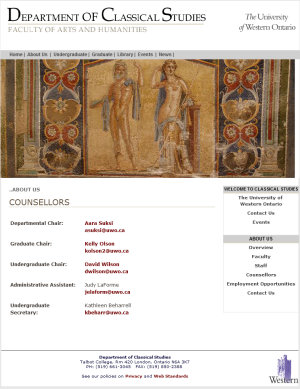 DEPARTMENT OF CLASSICAL STUDIES
FACULTY OF ARTS AND HUMANITIES
The University
of Western Ontario
Home | About Us | Undergraduate | Graduate | Library | Events | News |
..ABOUT US
COUNSELLORS
Departmental Chair: Aara Suksi
asuksi@uwo.ca
Graduate Chair: Kelly Olson
kolson2@uwo.ca
Undergraduate Chair: David Wilson
dwilson@uwo.ca
Administrative Assistant: Judy LaForme
jelaform@uwo.ca
Undergraduate Kathleen Beharrell
Secretary: kbeharr@uwo.ca
WELCOME TO CLASSICAL STUDIES
The University of
Western Ontario
Contact Us
Events
ABOUT US
Overview
Faculty
Staff
Counsellors
Employment Opportunities
Contact Us
Department of Classical Studies
Talbot College, Rm 420 London, Ontario N6A 3K7
PH: (519) 661-3045 FAX: (519) 850-2388
See our policies on Privacy and Web Standards
Western